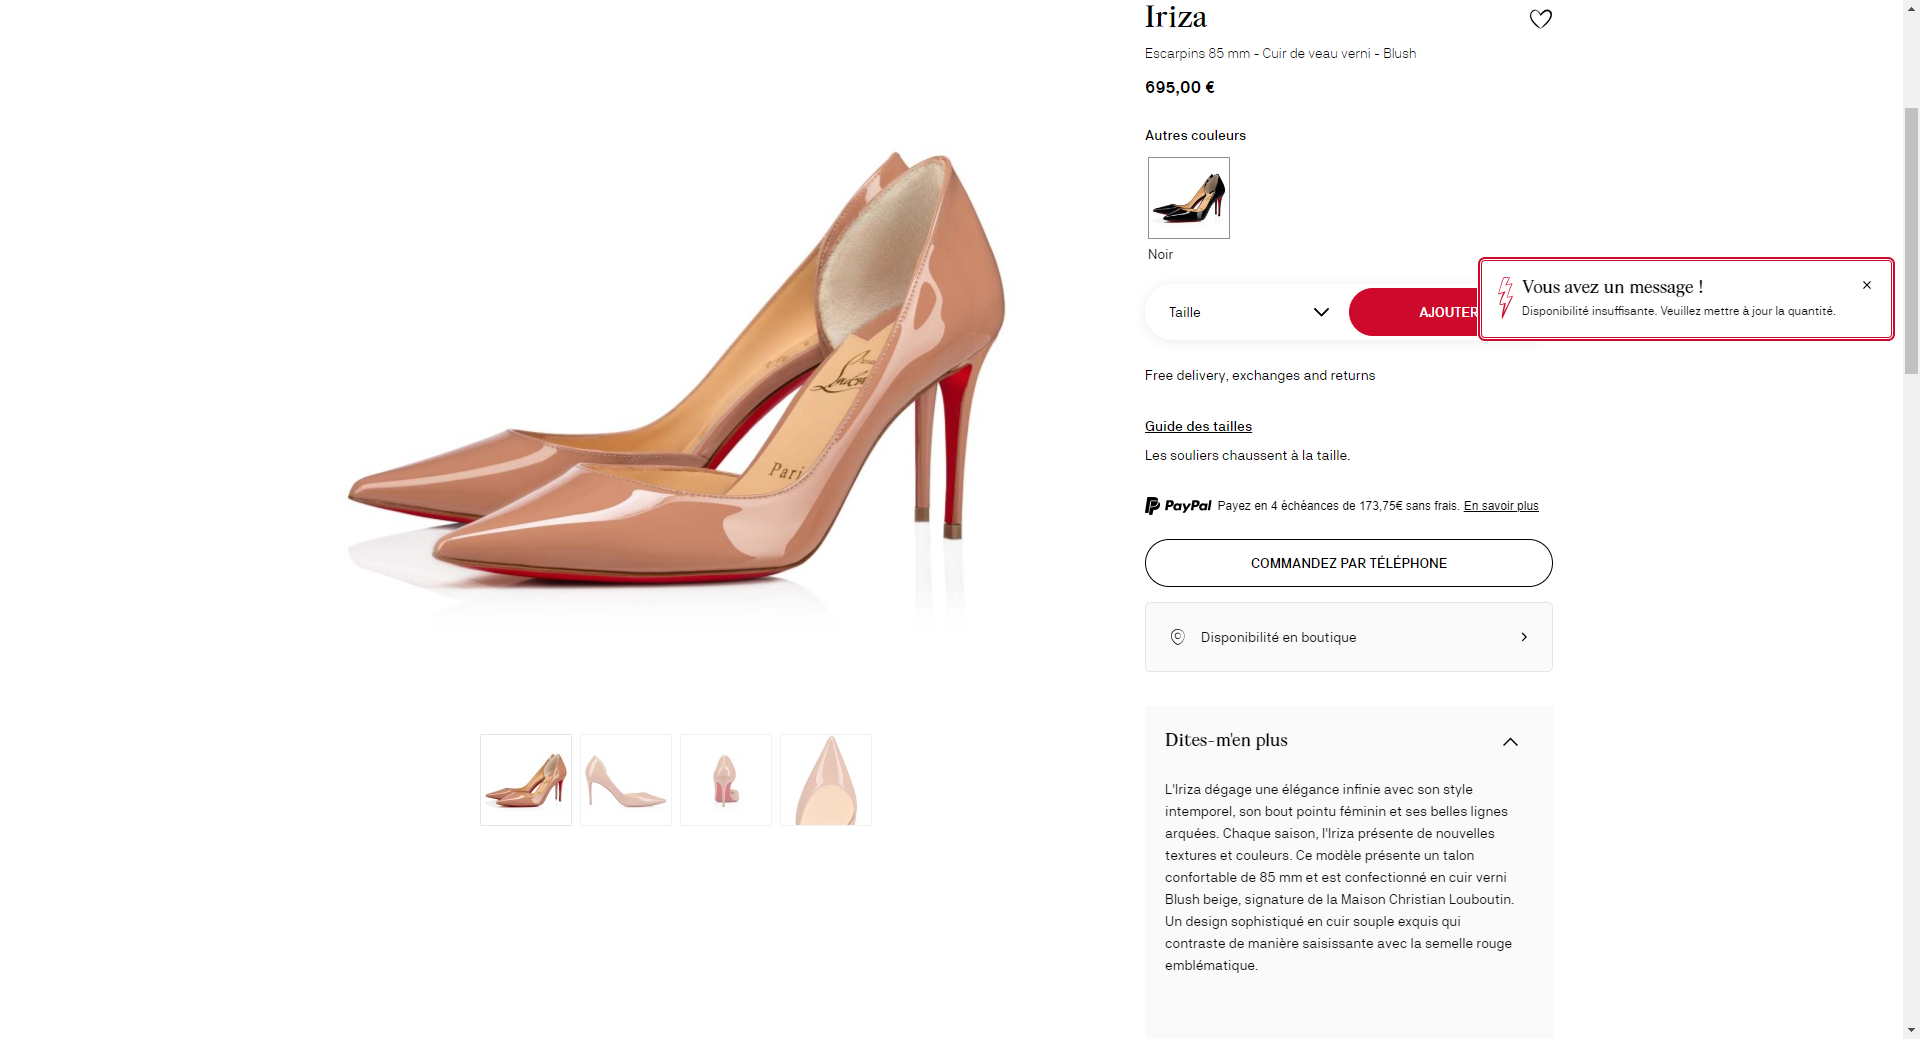 Iriza
Escarpins 85 mm - Cuir de veau verni - Blush
695,00 €
Autres couleurs
Noir
Taille
AJOUTER
Vous avez un message !
Disponibilité insuffisante. Veuillez mettre à jour la quantité.
Free delivery, exchanges and returns
Guide des tailles
Les souliers chaussent à la taille.
PayPal Payez en 4 échéances de 173,75€ sans frais. En savoir plus
COMMANDEZ PAR TÉLÉPHONE
Disponibilité en boutique
Dites-m'en plus
L'Iriza dégage une élégance infinie avec son style
intemporel, son bout pointu féminin et ses belles lignes
arquées. Chaque saison, l'Iriza présente de nouvelles
textures et couleurs. Ce modèle présente un talon
confortable de 85 mm et est confectionné en cuir verni
Blush beige, signature de la Maison Christian Louboutin.
Un design sophistiqué en cuir souple exquis qui
contraste de manière saisissante avec la semelle rouge
emblématique.
Pari